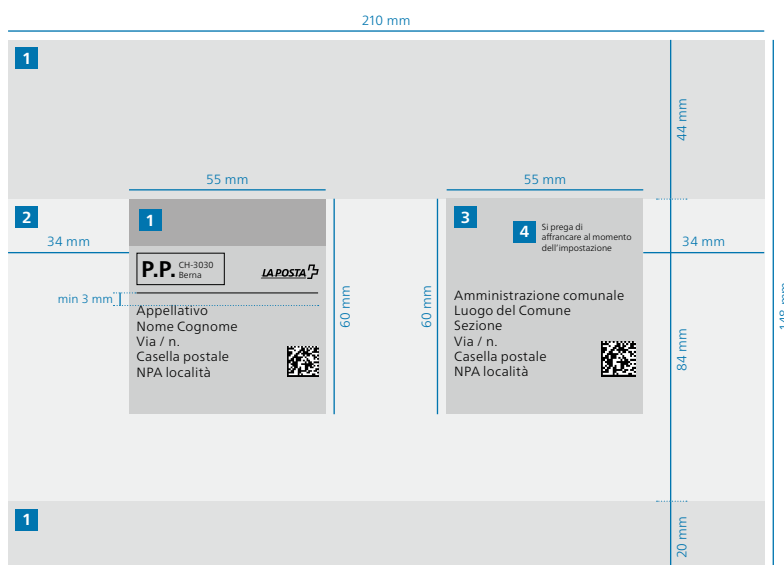 210 mm
1
44 mm
55 mm
55 mm
2
1
3
4
Si prega di
affrancare al momento
dell'impostazione
34 mm
34 mm
P.P.
CH-3030
Berna
LA POSTA
min 3 mm
60 mm
60 mm
148 mm
Appellativo
Nome Cognome
Via / n.
Casella postale
NPA località
Amministrazione comunale
Luogo del Comune
Sezione
Via / n.
Casella postale
NPA località
84 mm
1
20 mm